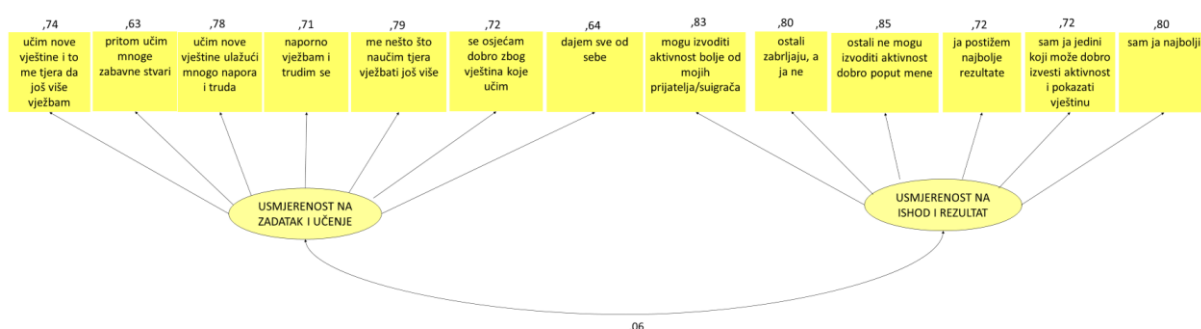 ,74
,63
,78
,71
,79
,72
,64
,83
,80
,85
,72
,72
,80
učim nove
vještine i to
me tjera da
još više
vježbam
pritom učim
mnoge
zabavne stvari
učim nove
vještine ulažući
mnogo napora
i truda
naporno
vježbam i
trudim se
me nešto što
naučim tjera
vježbati još više
se osjećam
dobro zbog
vještina koje
učim
dajem sve od
sebe
mogu izvoditi
aktivnost bolje od
mojih
prijatelja/suigrača
ostali
zabrljaju, a
ja ne
ostali ne mogu
izvoditi aktivnost
dobro poput mene
ja postižem
najbolje
rezultate
sam ja jedini
koji može dobro
izvesti aktivnost
i pokazati
vještinu
sam ja najbolji
USMJERENOST NA
ZADATAK I UČENJE
USMJERENOST NA
ISHOD I REZULTAT
,06